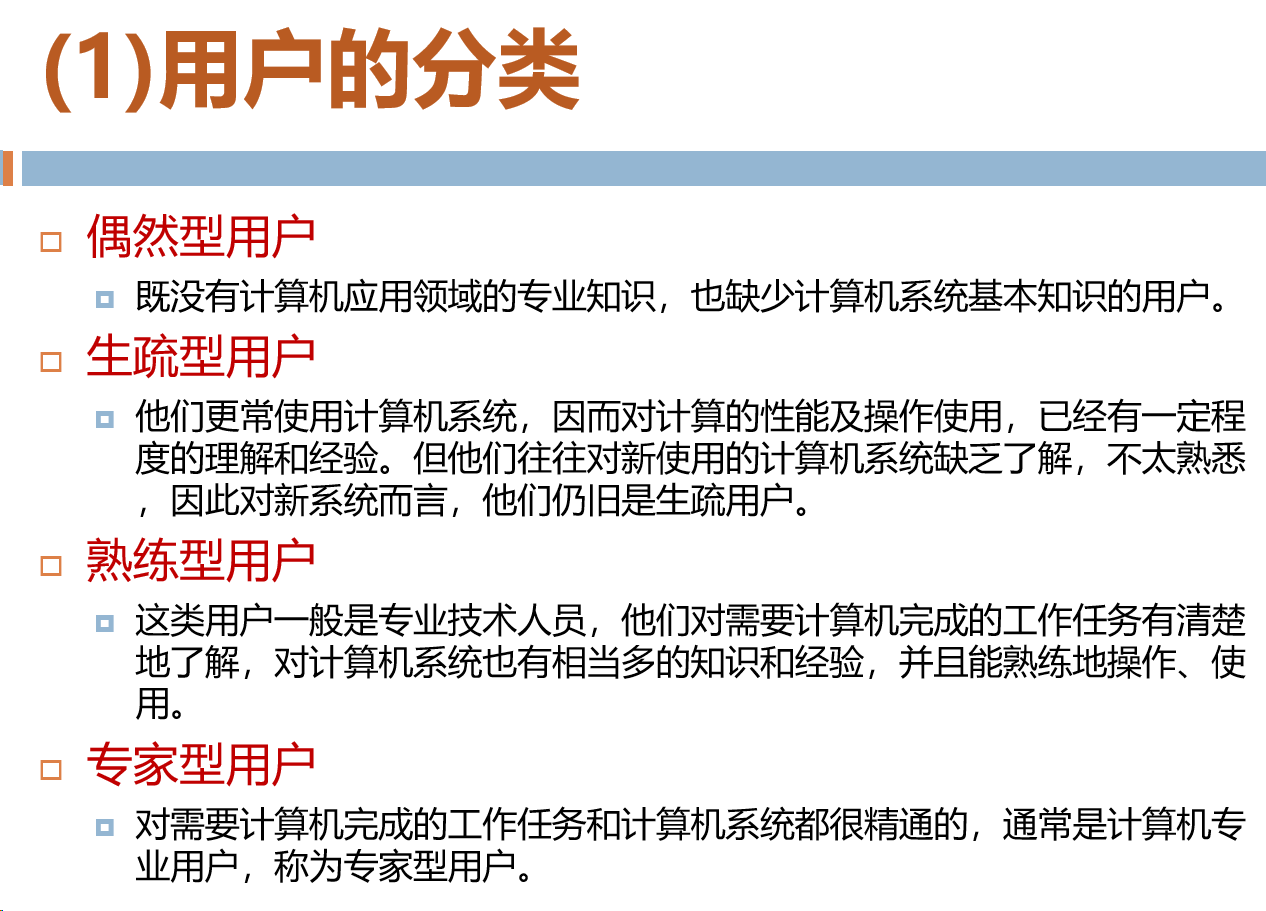 (1)用户的分类
偶然型用户
既没有计算机应用领域的专业知识，也缺少计算机系统基本知识的用户。
生疏型用户
他们更常使用计算机系统，因而对计算的性能及操作使用，已经有一定程
度的理解和经验。但他们往往对新使用的计算机系统缺乏了解，不太熟悉
，因此对新系统而言，他们仍旧是生疏用户。
熟练型用户
这类用户一般是专业技术人员，他们对需要计算机完成的工作任务有清楚
地了解，对计算机系统也有相当多的知识和经验，并且能熟练地操作、使
用。
专家型用户
对需要计算机完成的工作任务和计算机系统都很精通的，通常是计算机专
业用户，称为专家型用户。